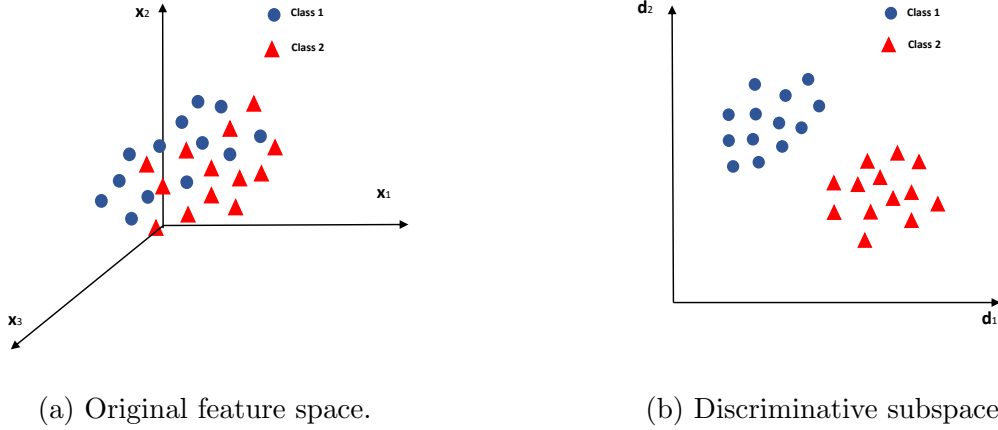 x2
Class 1
Class 2
x1
x3
(a) Original feature space.
d2
Class 1
Class 2
d1
(b) Discriminative subspace